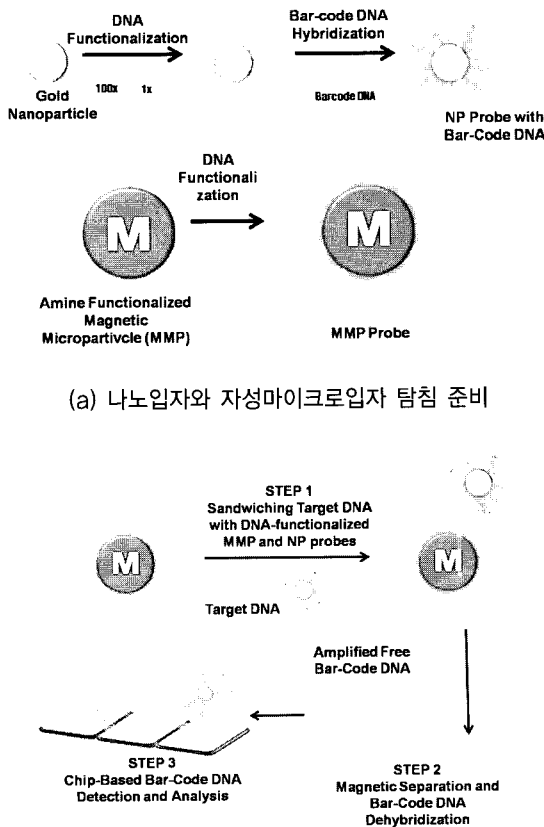 DNA
Functionalization
Bar-code DNA
Hybridization
100x 1x
Barcode DNA
Gold
Nanoparticle
NP Probe with
Bar-Code DNA
DNA
Functionali
zation
M
M
Amine Functionalized
Magnetic
Micropartivcle (MMP)
MMP Probe
(a) 나노입자와 자성마이크로입자 탐침 준비
STEP 1
Sandwiching Target DNA
with DNA-functionalized
MMP and NP probes
M
M
Target DNA
Amplified Free
Bar-Code DNA
STEP 3
Chip-Based Bar-Code DNA
Detection and Analysis
STEP 2
Magnetic Separation and
Bar-Code DNA
Dehybridization